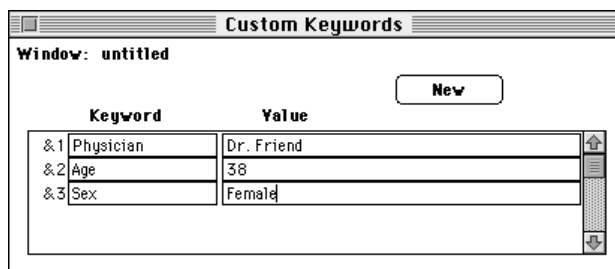 Custom Keywords
Window: untitled
New
Keyword Value
&1 Physician Dr. Friend
&2 Age 38
&3 Sex Female